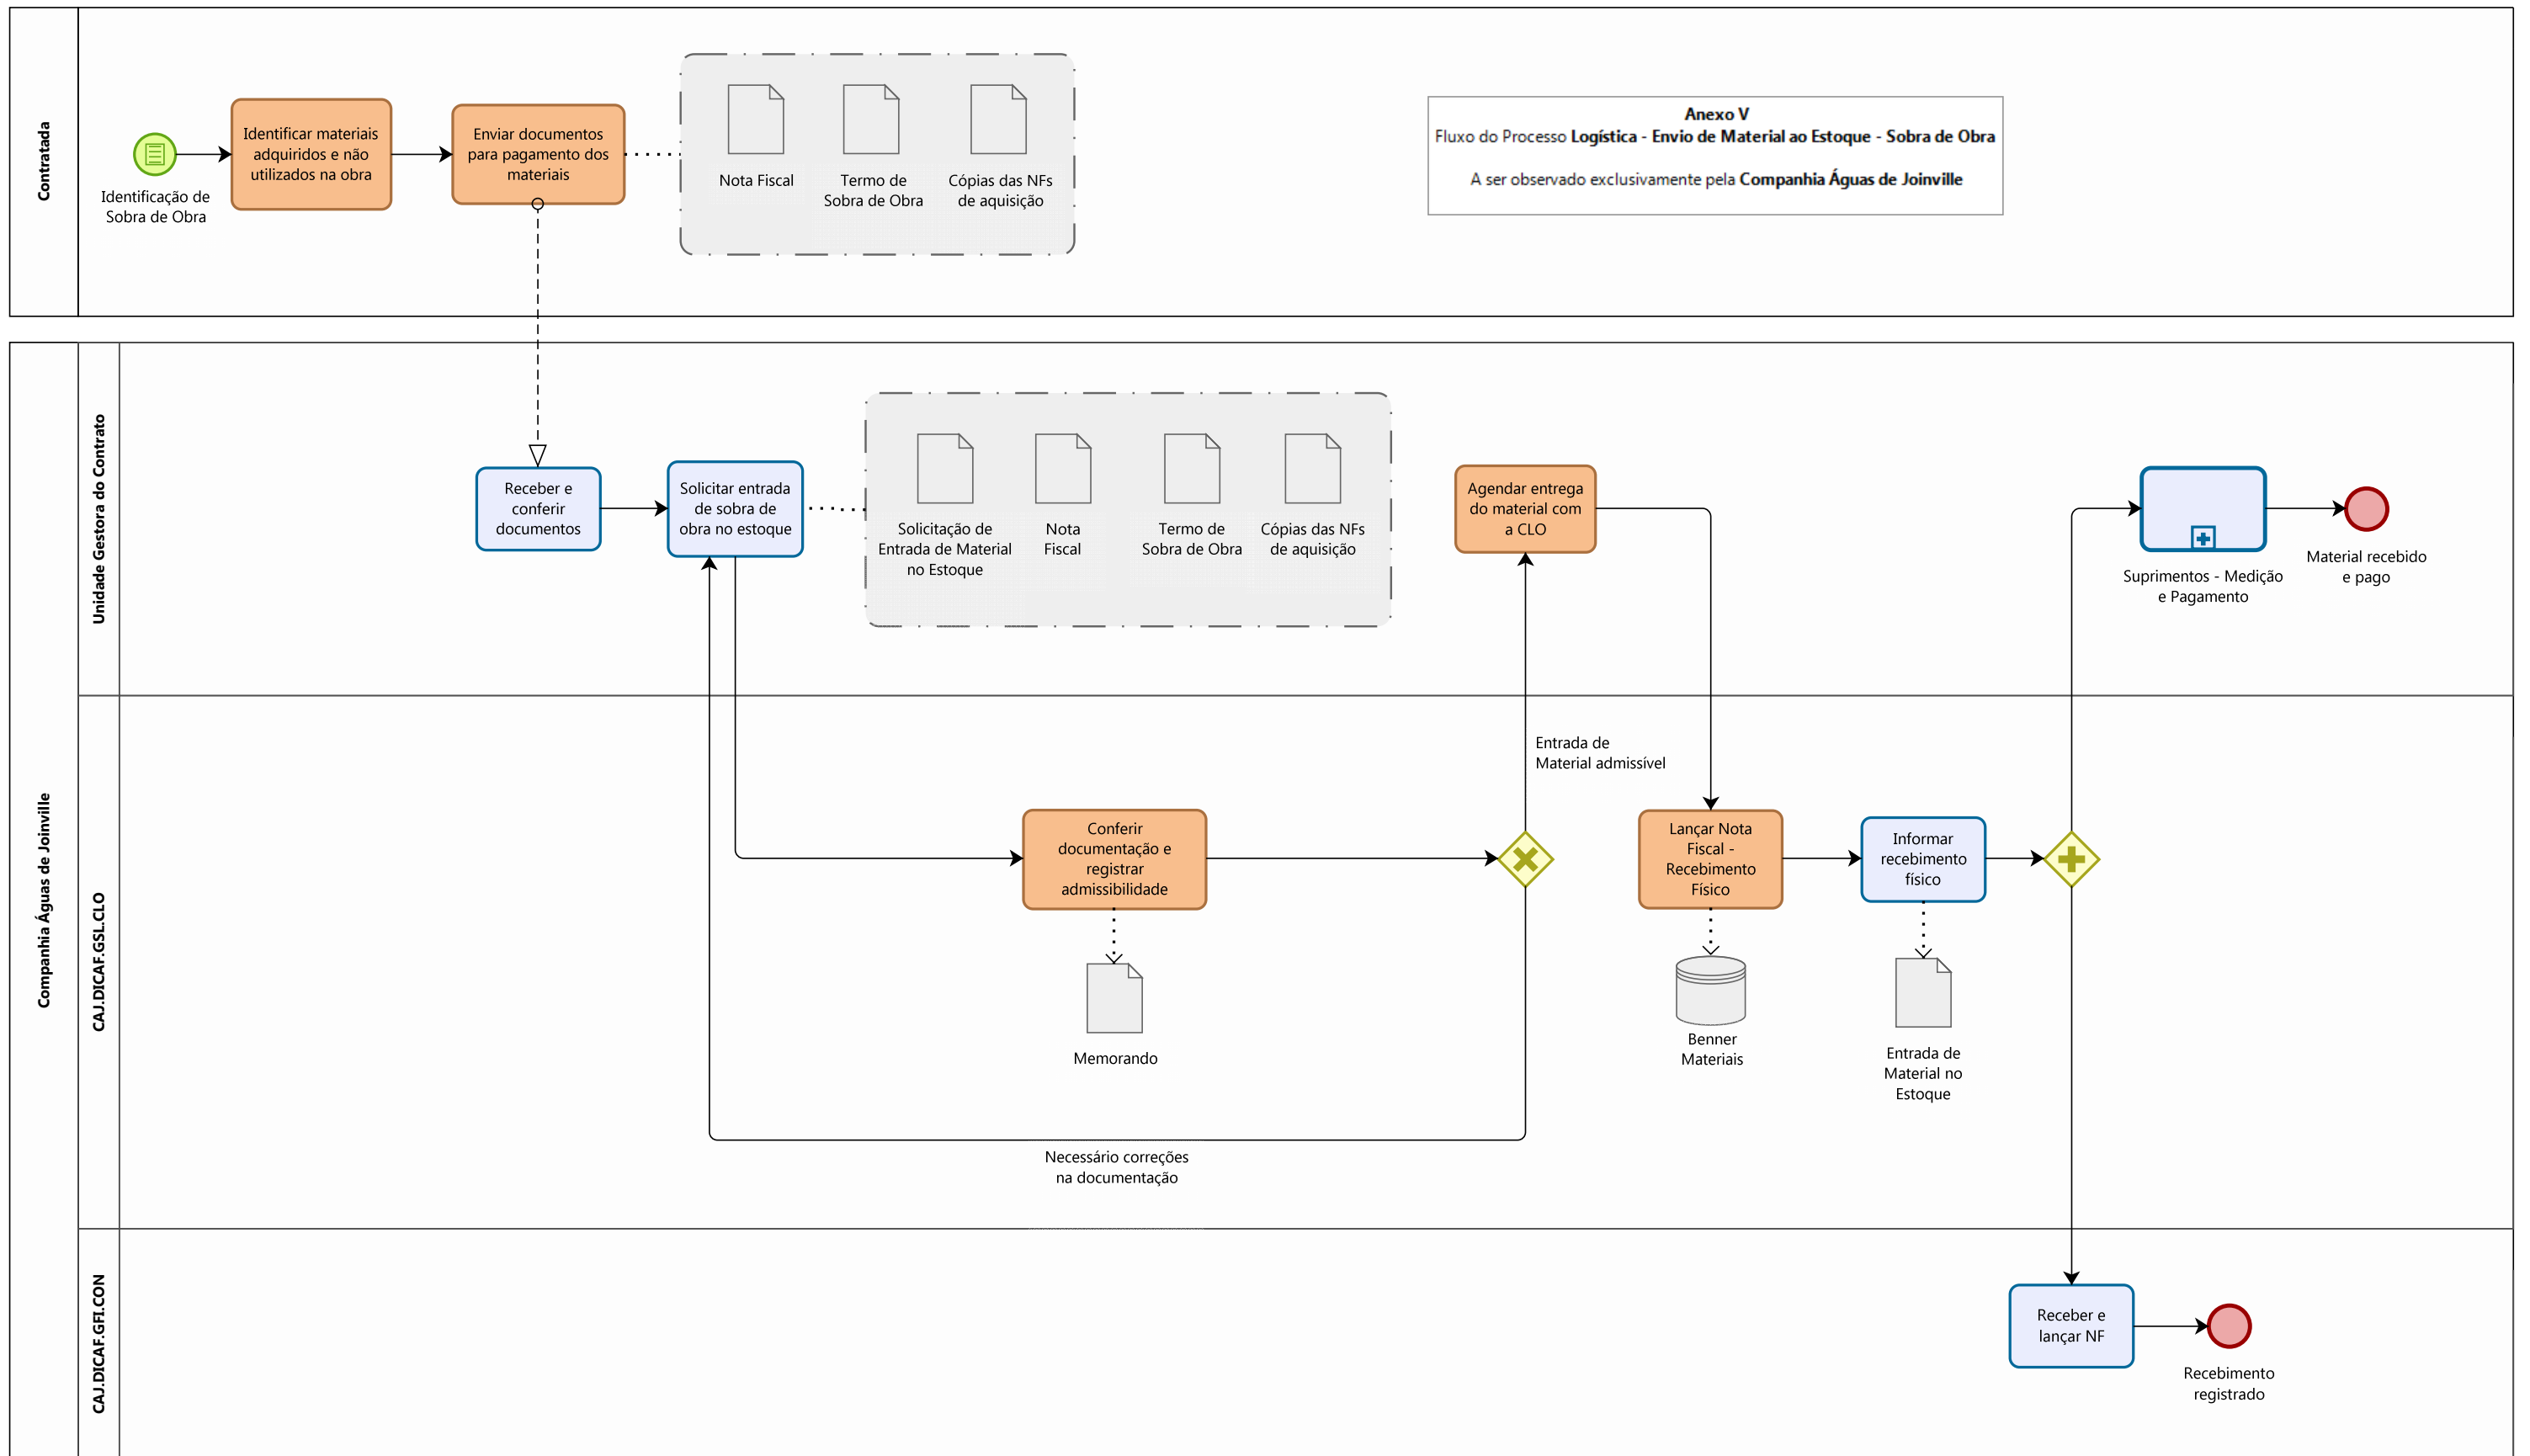 Contratada
Identificação de
Sobra de Obra
Identificar materiais
adquiridos e não
utilizados na obra
Enviar documentos
para pagamento dos
materiais
Nota Fiscal
Termo de
Sobra de Obra
Cópias das NFs
de aquisição
Anexo V
Fluxo do Processo Logística - Envio de Material ao Estoque - Sobra de Obra
A ser observado exclusivamente pela Companhia Águas de Joinville
Companhia Águas de Joinville
Unidade Gestora do Contrato
Receber e
conferir
documentos
Solicitar entrada
de sobra de
obra no estoque
Solicitação de
Entrada de Material
no Estoque
Nota
Fiscal
Termo de
Sobra de Obra
Cópias das NFs
de aquisição
Agendar entrega
do material com
a CLO
Suprimentos - Medição
e Pagamento
Material recebido
e pago
CAJ.DICAF.GSL.CLO
Conferir
documentação e
registrar
admissibilidade
Memorando
Entrada de
Material admissível
Necessário correções
na documentação
Lançar Nota
Fiscal -
Recebimento
Físico
Benner
Materiais
Informar
recebimento
físico
Entrada de
Material no
Estoque
CAJ.DICAF.GFI.CON
Receber e
lançar NF
Recebimento
registrado